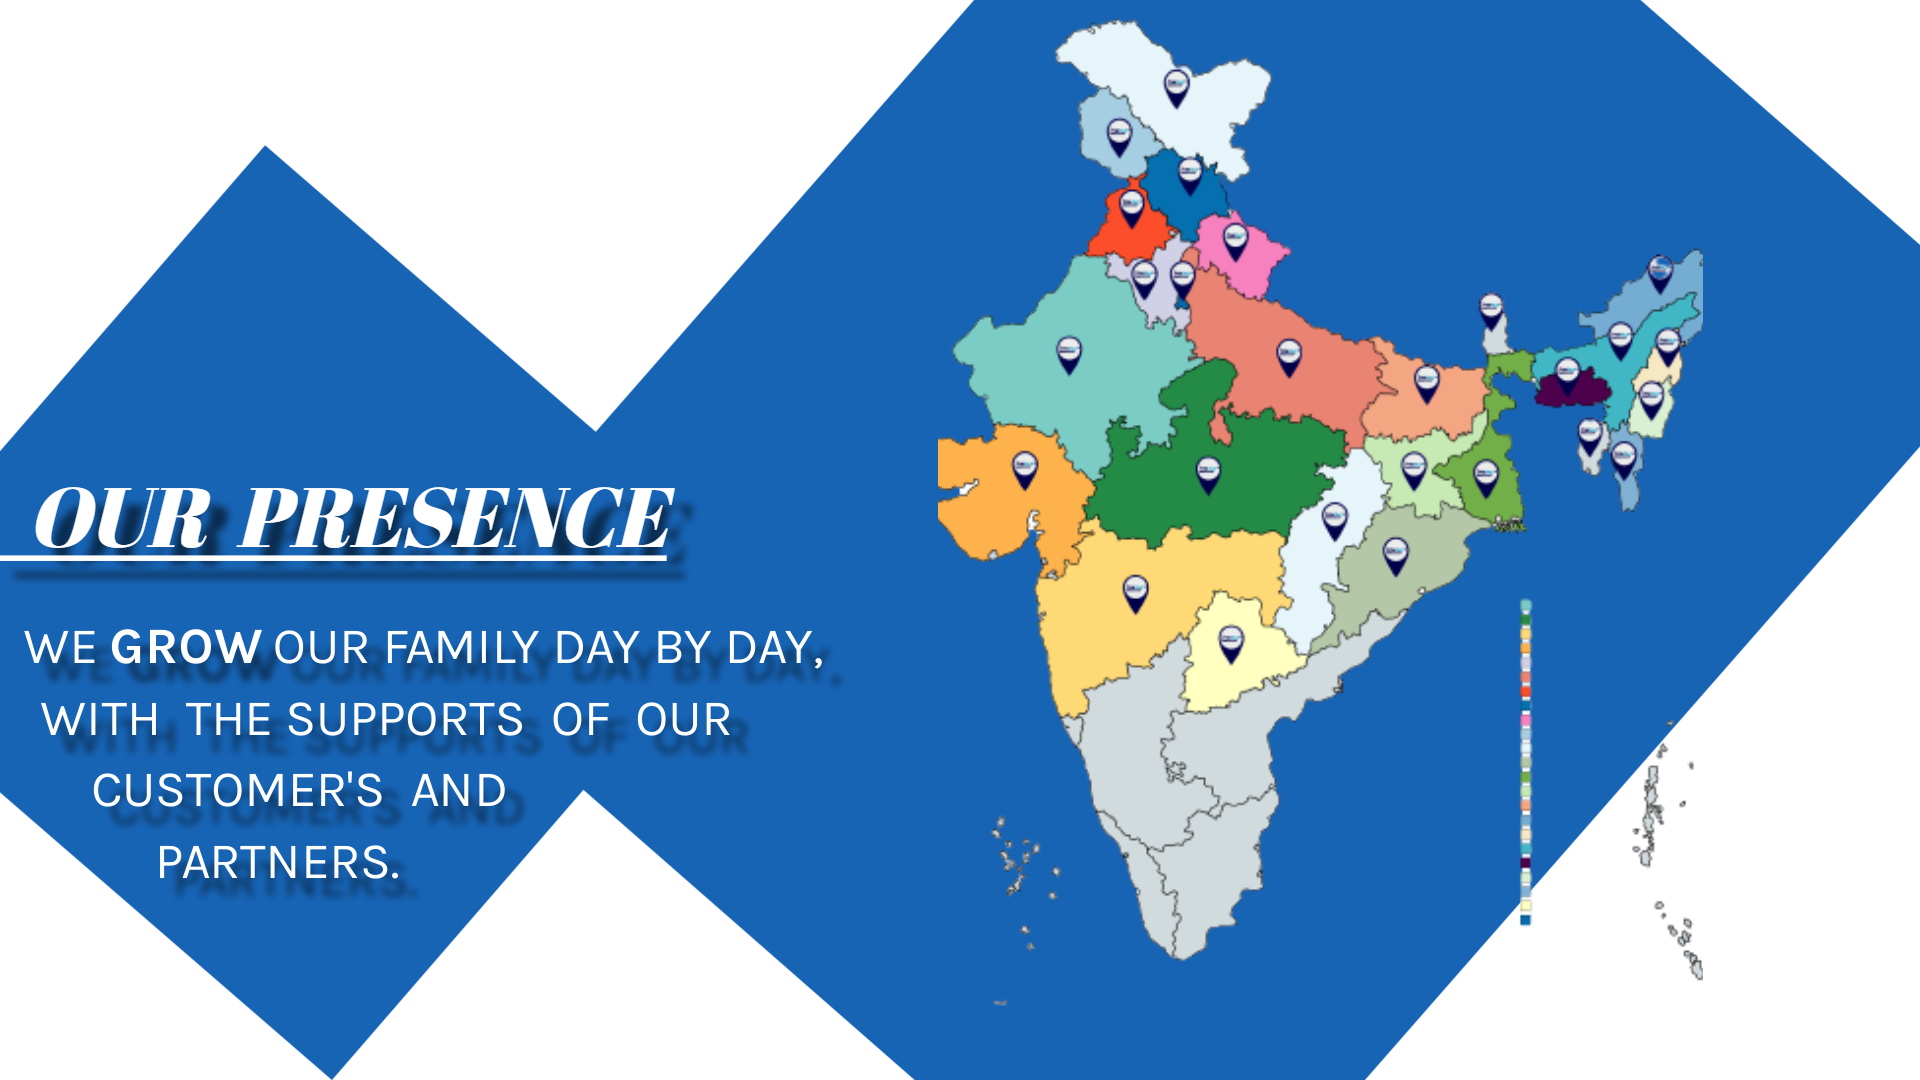 OUR PRESENCE
WE GROW OUR FAMILY DAY BY DAY,
WITH THE SUPPORTS OF OUR
CUSTOMER'S AND
PARTNERS.